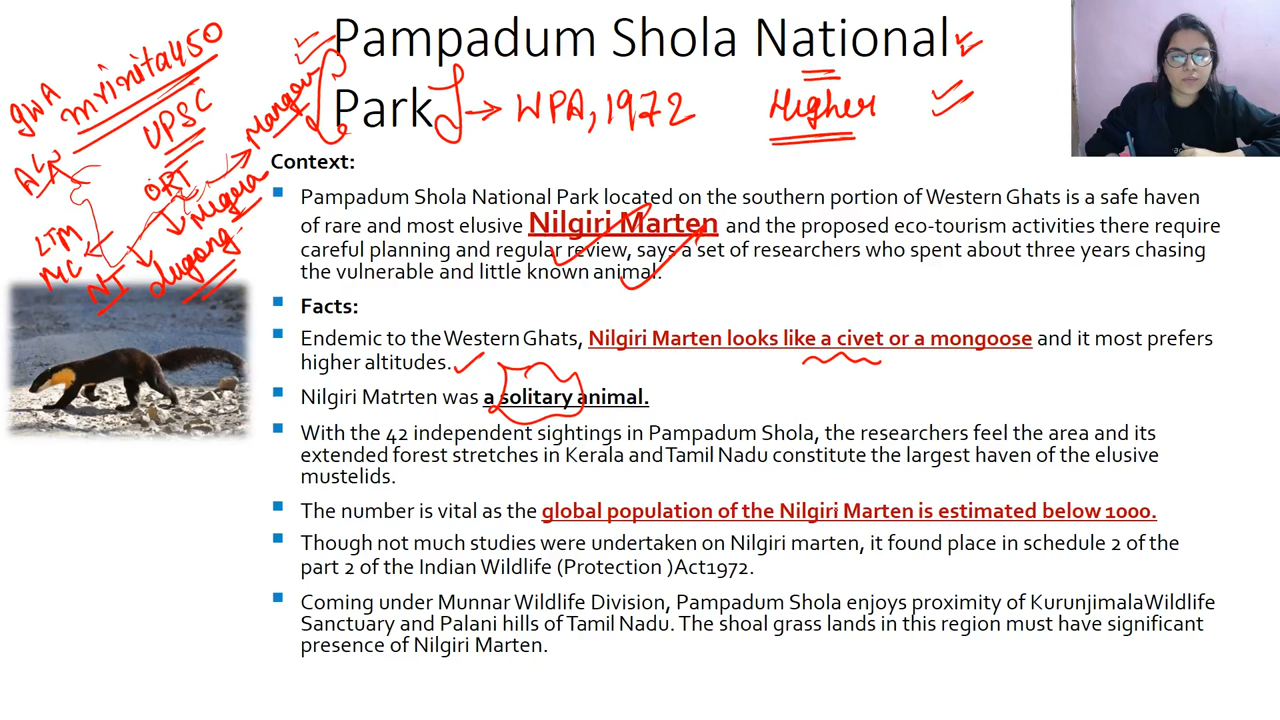 Pampadum Shola National
Park → WPA, 1972 Higher
mrinita450
UPSC
ORI
NI
LTM
MC
Context:
Pampadum Shola National Park located on the southern portion of Western Ghats is a safe haven
of rare and most elusive Nilgiri Marten and the proposed eco-tourism activities there require
careful planning and regular review, says a set of researchers who spent about three years chasing
the vulnerable and little known animal.
Facts:
Endemic to the Western Ghats, Nilgiri Marten looks like a civet or a mongoose and it most prefers
higher altitudes.
Nilgiri Matrten was a solitary animal.
With the 42 independent sightings in Pampadum Shola, the researchers feel the area and its
extended forest stretches in Kerala and Tamil Nadu constitute the largest haven of the elusive
mustelids.
The number is vital as the global population of the Nilgiri Marten is estimated below 1000.
Though not much studies were undertaken on Nilgiri marten, it found place in schedule 2 of the
part 2 of the Indian Wildlife (Protection )Act1972.
Coming under Munnar Wildlife Division, Pampadum Shola enjoys proximity of Kurunjimala Wildlife
Sanctuary and Palani hills of Tamil Nadu. The shoal grass lands in this region must have significant
presence of Nilgiri Marten.